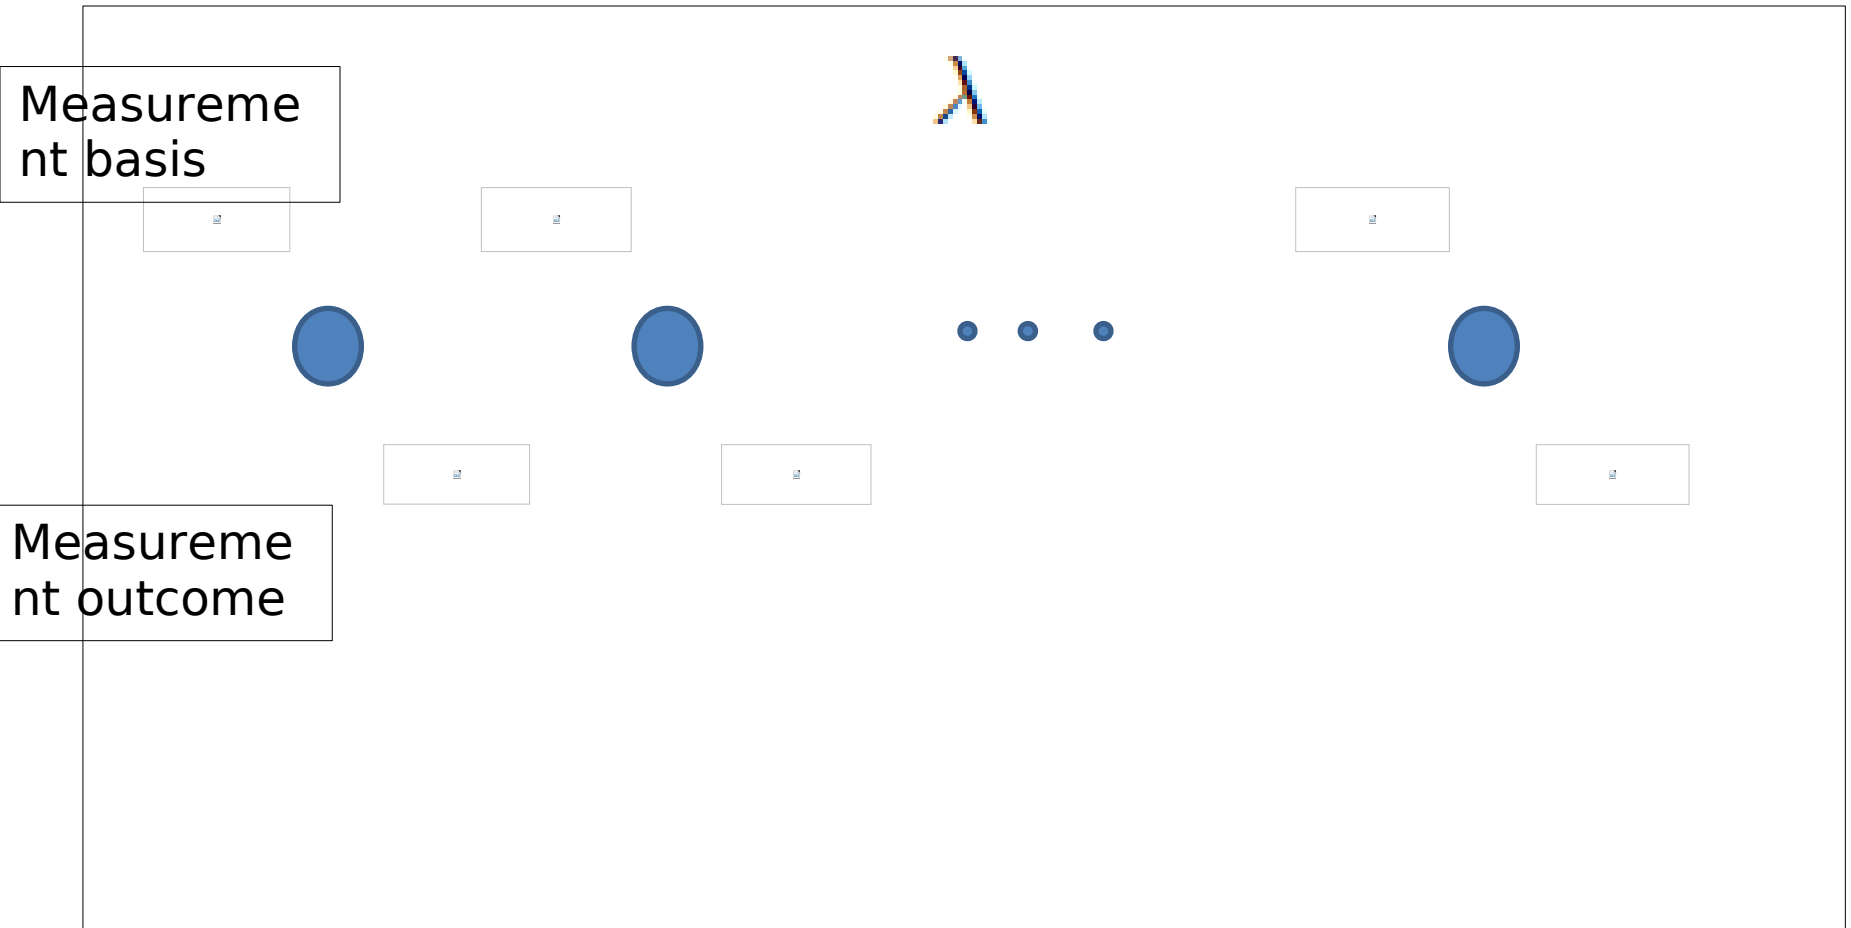 λ
Measureme
nt basis
Measureme
nt outcome